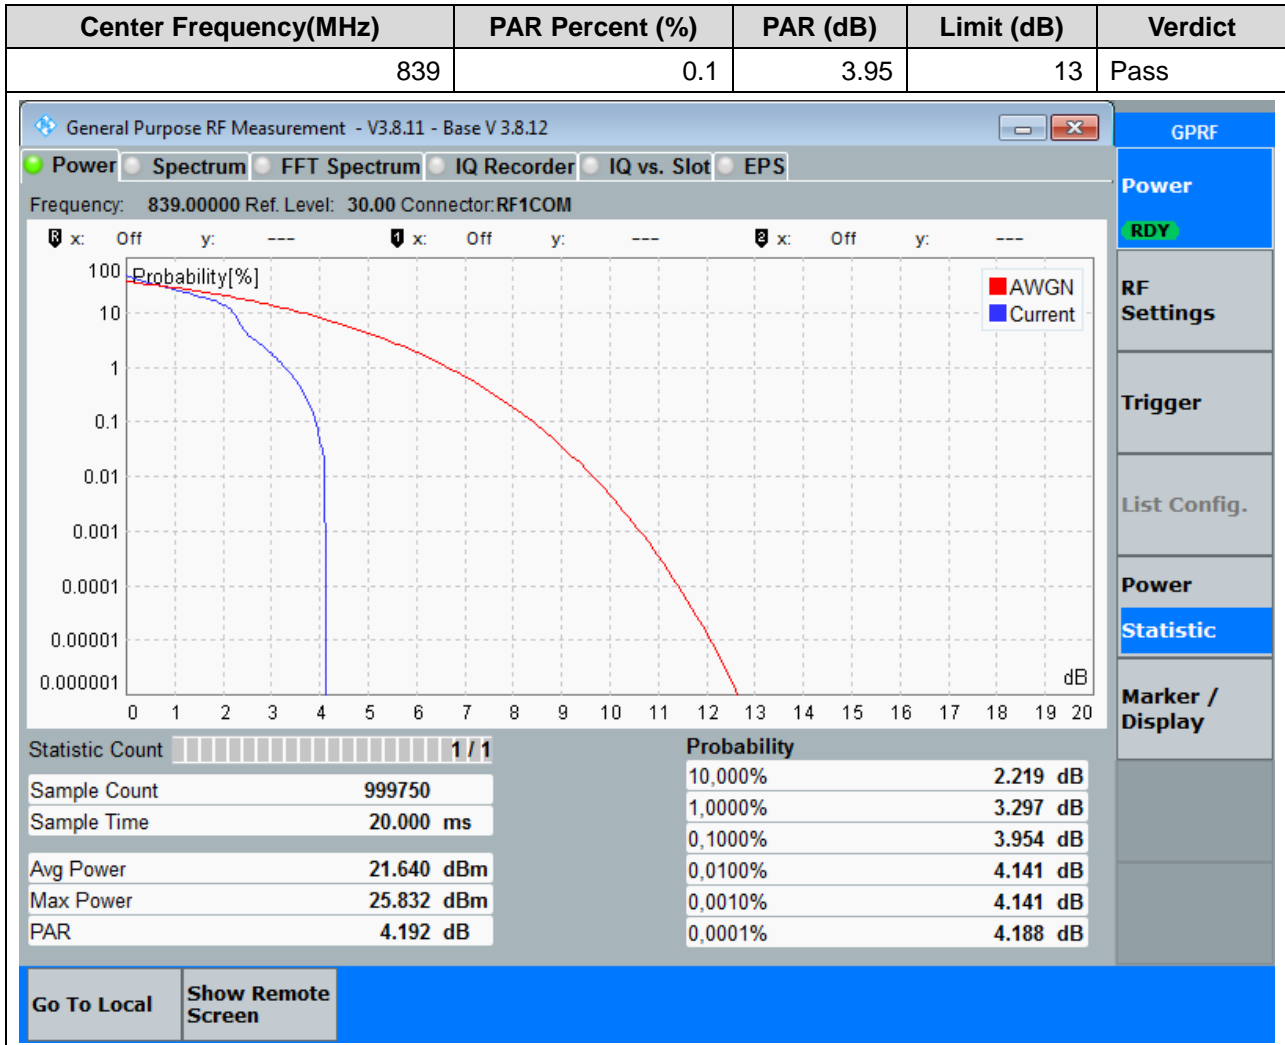 Center Frequency(MHz) PAR Percent (%) PAR (dB) Limit (dB) Verdict
839 0.1 3.95 13 Pass
General Purpose RF Measurement - V3.8.11 - Base V 3.8.12
GPRF
Power Spectrum FFT Spectrum IQ Recorder IQ vs. Slot EPS
Power
RDY
Frequency: 839.00000 Ref. Level: 30.00 Connector:RF1COM
R x: Off y: --- 1 x: Off y: --- 2 x: Off y: ---
Probability[%]
AWGN
Current
100
10
1
0.1
0.01
0.001
0.0001
0.00001
0.000001
dB
0 1 2 3 4 5 6 7 8 9 10 11 12 13 14 15 16 17 18 19 20
RF
Settings
Trigger
List Config.
Power
Statistic
Marker /
Display
Statistic Count 1 / 1
Sample Count 999750
Sample Time 20.000 ms
Avg Power 21.640 dBm
Max Power 25.832 dBm
PAR 4.192 dB
Probability
10,000% 2.219 dB
1,0000% 3.297 dB
0,1000% 3.954 dB
0,0100% 4.141 dB
0,0010% 4.141 dB
0,0001% 4.188 dB
Go To Local
Show Remote
Screen